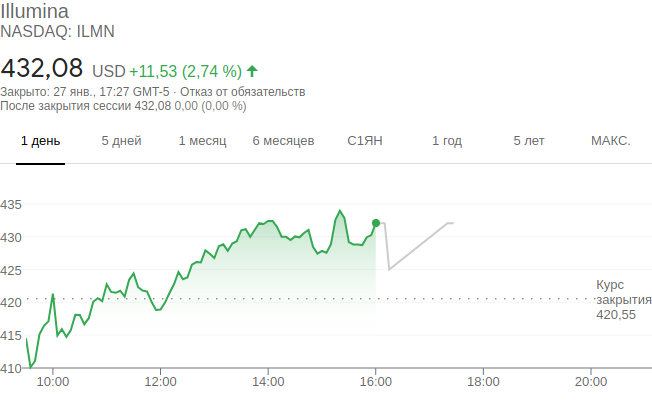 Illumina
NASDAQ: ILMN
432,08 USD +11,53 (2,74 %)
Закрыто: 27 янв., 17:27 GMT-5 · Отказ от обязательств
После закрытия сессии 432,08 0,00 (0,00 %)
1 день 5 дней 1 месяц 6 месяцев С1ЯН 1 год 5 лет МАКС.
435
430
425
Курс
420 закрытия
420,55
415
410
10:00 12:00 14:00 16:00 18:00 20:00